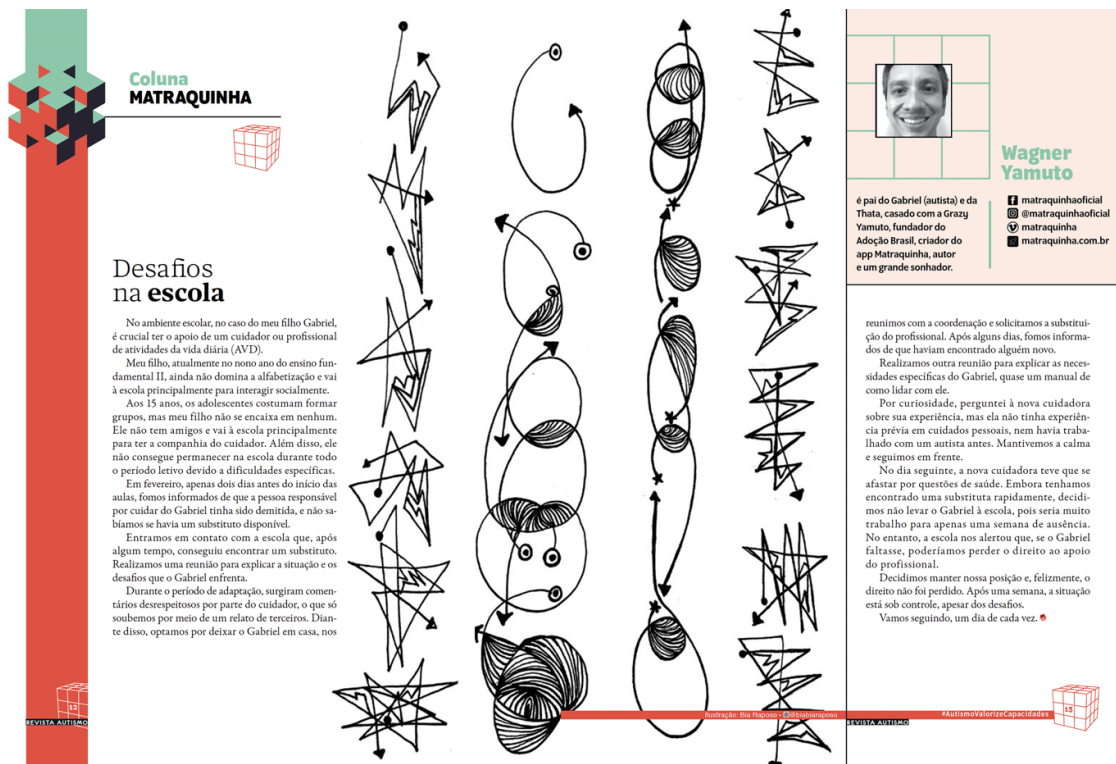 Coluna
MATRAQUINHA
Desafios
na escola
No ambiente escolar, no caso do meu filho Gabriel,
é crucial ter o apoio de um cuidador ou profissional
de atividades da vida diária (AVD).
Meu filho, atualmente no nono ano do ensino fun-
damental II, ainda não domina a alfabetização e vai
à escola principalmente para interagir socialmente.
Aos 15 anos, os adolescentes costumam formar
grupos, mas meu filho não se encaixa em nenhum.
Ele não tem amigos e vai à escola principalmente
para ter a companhia do cuidador. Além disso, ele
não consegue permanecer na escola durante todo
o período letivo devido a dificuldades específicas.
Em fevereiro, apenas dois dias antes do início das
aulas, fomos informados de que a pessoa responsável
por cuidar do Gabriel tinha sido demitida, e não sa-
bíamos se havia um substituto disponível.
Entramos em contato com a escola que, após
algum tempo, conseguiu encontrar um substituto.
Realizamos uma reunião para explicar a situação e os
desafios que o Gabriel enfrenta.
Durante o período de adaptação, surgiram comen-
tários desrespeitosos por parte do cuidador, o que só
soubemos por meio de um relato de terceiros. Dian-
te disso, optamos por deixar o Gabriel em casa, nos
12
REVISTA AUTISMO
Ilustração: Bia Raposo - @biabiaraposo
Wagner
Yamuto
é pai do Gabriel (autista) e da
Thata, casado com a Grazy
Yamuto, fundador do
Adoção Brasil, criador do
app Matraquinha, autor
e um grande sonhador.
matraquinhaoficial
@matraquinhaoficial
matraquinha
matraquinha.com.br
reunimos com a coordenação e solicitamos a substitui-
ção do profissional. Após alguns dias, fomos informa-
dos de que haviam encontrado alguém novo.
Realizamos outra reunião para explicar as neces-
sidades específicas do Gabriel, quase um manual de
como lidar com ele.
Por curiosidade, perguntei à nova cuidadora
sobre sua experiência, mas ela não tinha experiên-
cia prévia em cuidados pessoais, nem havia traba-
lhado com um autista antes. Mantivemos a calma
e seguimos em frente.
No dia seguinte, a nova cuidadora teve que se
afastar por questões de saúde. Embora tenhamos
encontrado uma substituta rapidamente, decidi-
mos não levar o Gabriel à escola, pois seria muito
trabalho para apenas uma semana de ausência.
No entanto, a escola nos alertou que, se o Gabriel
faltasse, poderíamos perder o direito ao apoio
do profissional.
Decidimos manter nossa posição e, felizmente, o
direito não foi perdido. Após uma semana, a situação
está sob controle, apesar dos desafios.
Vamos seguindo, um dia de cada vez.
#AutismoValorizeCapacidades
13
REVISTA AUTISMO